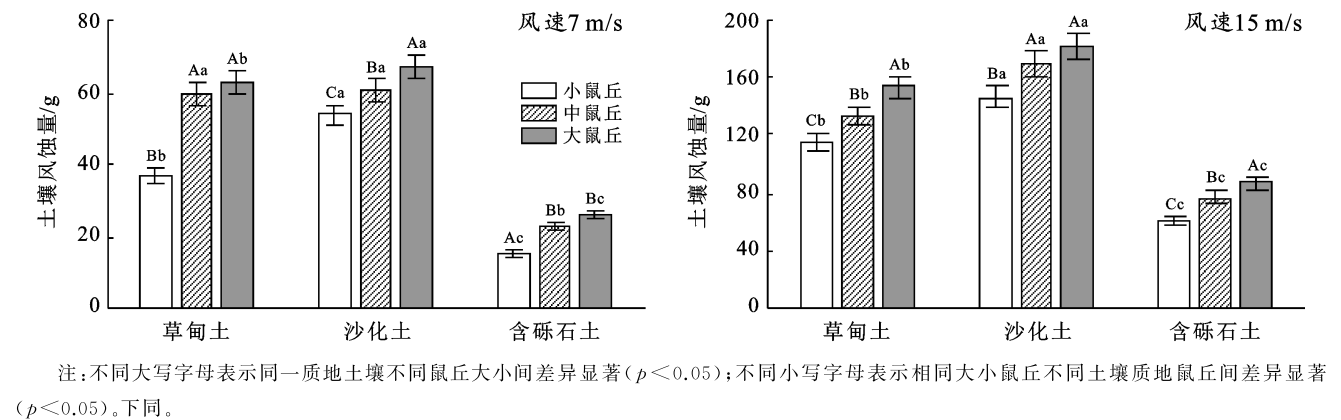 80
60
40
20
0
土壤风蚀量/g
风速7 m/s
小鼠丘
中鼠丘
大鼠丘
Bb
Aa
Ab
Ca
Ba
Aa
Ac
Bb
Bc
草甸土
沙化土
含砾石土
200
160
120
80
40
0
土壤风蚀量/g
风速15 m/s
Cb
Bb
Ab
Ba
Aa
Aa
Cc
Bc
Ac
草甸土
沙化土
含砾石土
注:不同大写字母表示同一质地土壤不同鼠丘大小间差异显著(p<0.05);不同小写字母表示相同大小鼠丘不同土壤质地鼠丘间差异显著
(p<0.05)。下同。